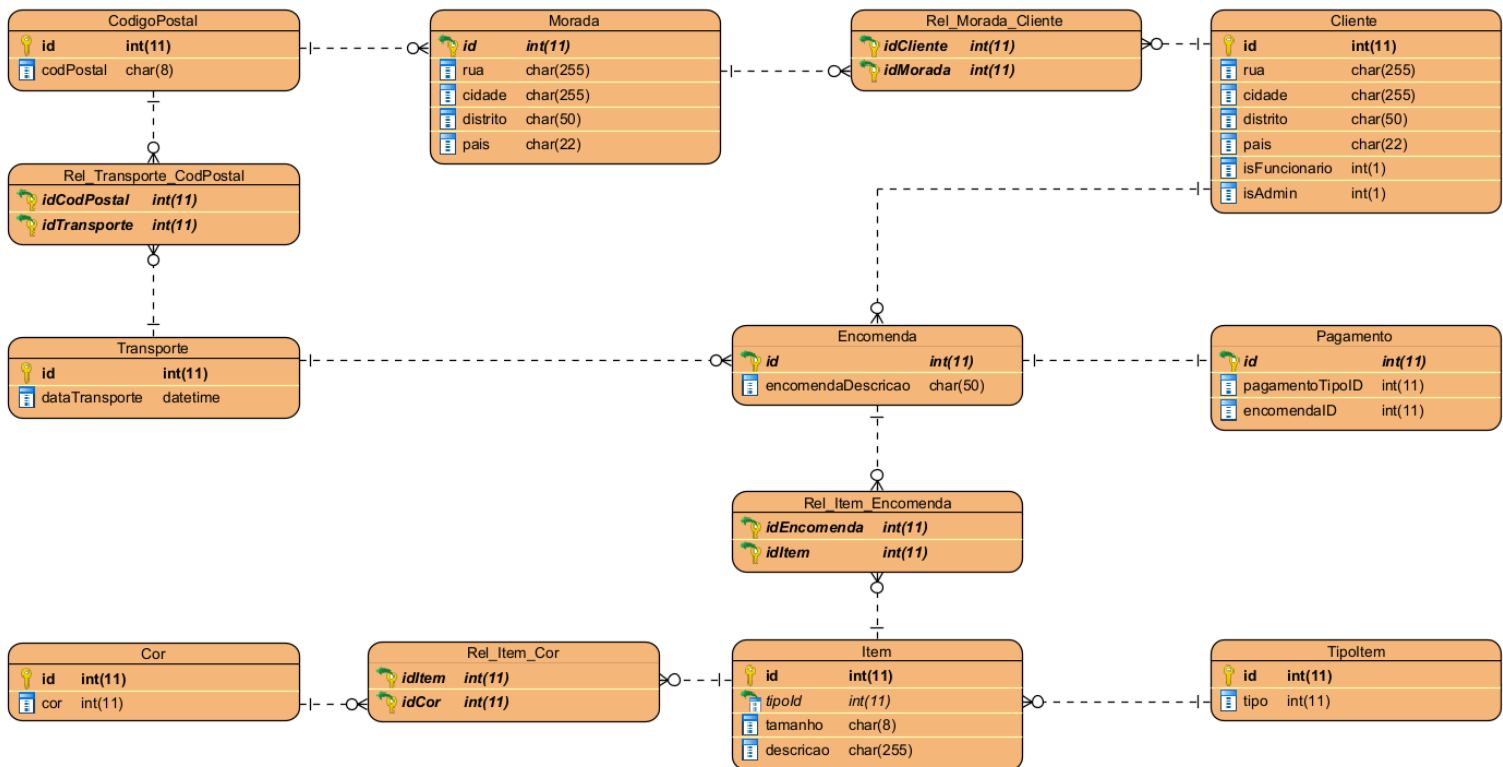 CodigoPostal
id int(11)
codPostal char(8)
Morada
id int(11)
rua char(255)
cidade char(255)
distrito char(50)
pais char(22)
Rel_Morada_Cliente
idCliente int(11)
idMorada int(11)
Cliente
id int(11)
rua char(255)
cidade char(255)
distrito char(50)
pais char(22)
isFuncionario int(1)
isAdmin int(1)
Rel_Transporte_CodPostal
idCodPostal int(11)
idTransporte int(11)
Transporte
id int(11)
dataTransporte datetime
Encomenda
id int(11)
encomendaDescricao char(50)
Pagamento
id int(11)
pagamentoTipoID int(11)
encomendaID int(11)
Rel_Item_Encomenda
idEncomenda int(11)
idItem int(11)
Cor
id int(11)
cor int(11)
Rel_Item_Cor
idItem int(11)
idCor int(11)
Item
id int(11)
tipoId int(11)
tamanho char(8)
descricao char(255)
TipoItem
id int(11)
tipo int(11)